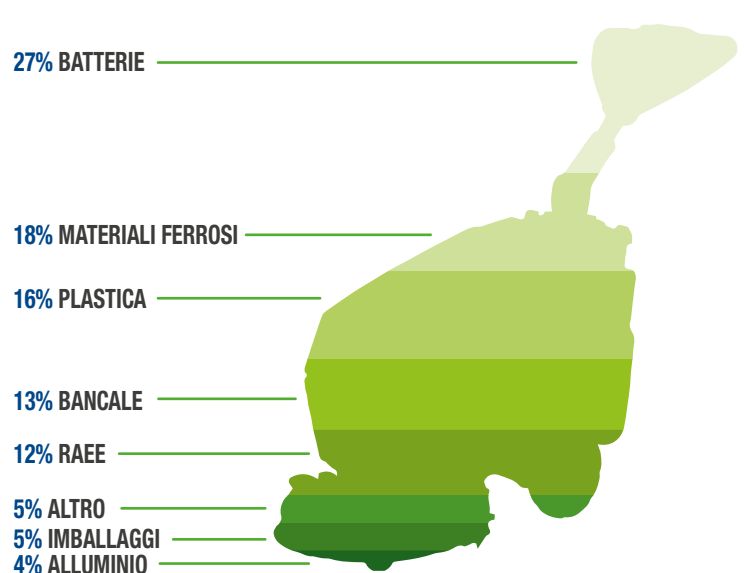 27% BATTERIE
18% MATERIALI FERROSI
16% PLASTICA
13% BANCALE
12% RAEE
5% ALTRO
5% IMBALLAGGI
4% ALLUMINIO